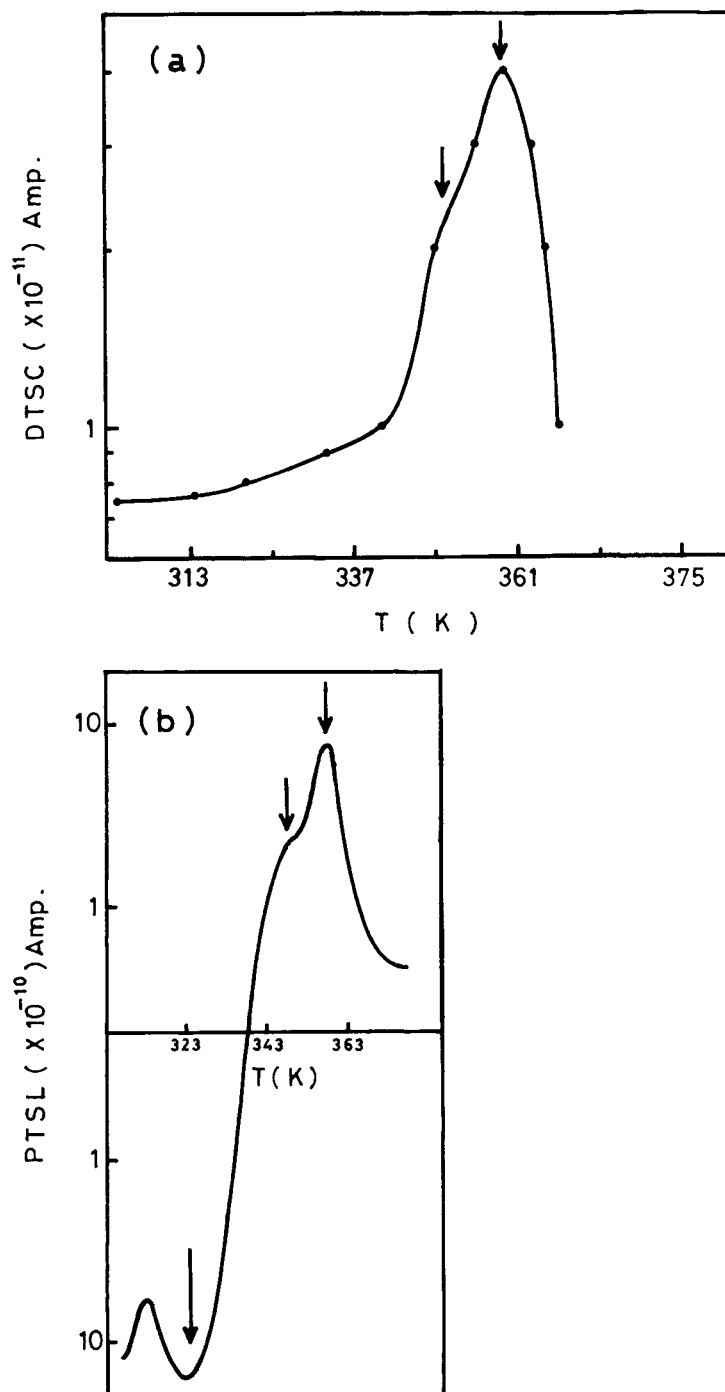 (a)
DTSC ( X10⁻¹¹) Amp.
1
313 337 361 375
T ( K )
(b)
PTSL ( X10⁻¹⁰) Amp.
10
1
323 343 363
T(K)
1
10